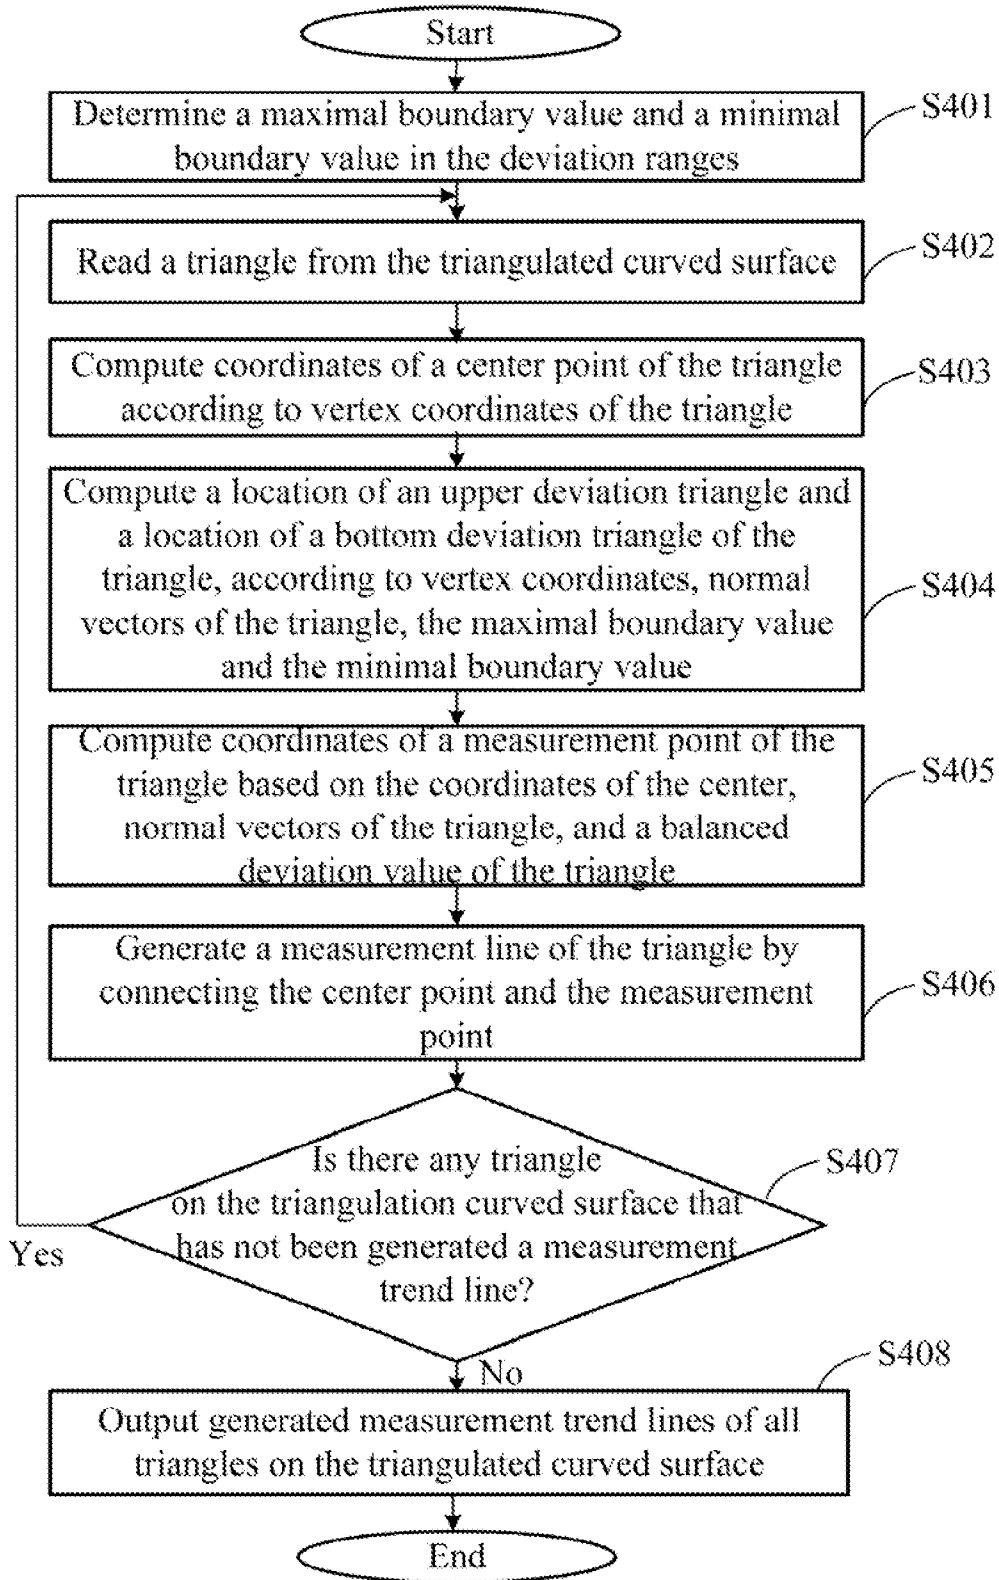 Start
Determine a maximal boundary value and a minimal
boundary value in the deviation ranges
S401
Read a triangle from the triangulated curved surface
S402
Compute coordinates of a center point of the triangle
according to vertex coordinates of the triangle
S403
Compute a location of an upper deviation triangle and
a location of a bottom deviation triangle of the
triangle, according to vertex coordinates, normal
vectors of the triangle, the maximal boundary value
and the minimal boundary value
S404
Compute coordinates of a measurement point of the
triangle based on the coordinates of the center,
normal vectors of the triangle, and a balanced
deviation value of the triangle
S405
Generate a measurement line of the triangle by
connecting the center point and the measurement
point
S406
Is there any triangle
on the triangulation curved surface that
has not been generated a measurement
trend line?
S407
Yes
No
Output generated measurement trend lines of all
triangles on the triangulated curved surface
S408
End